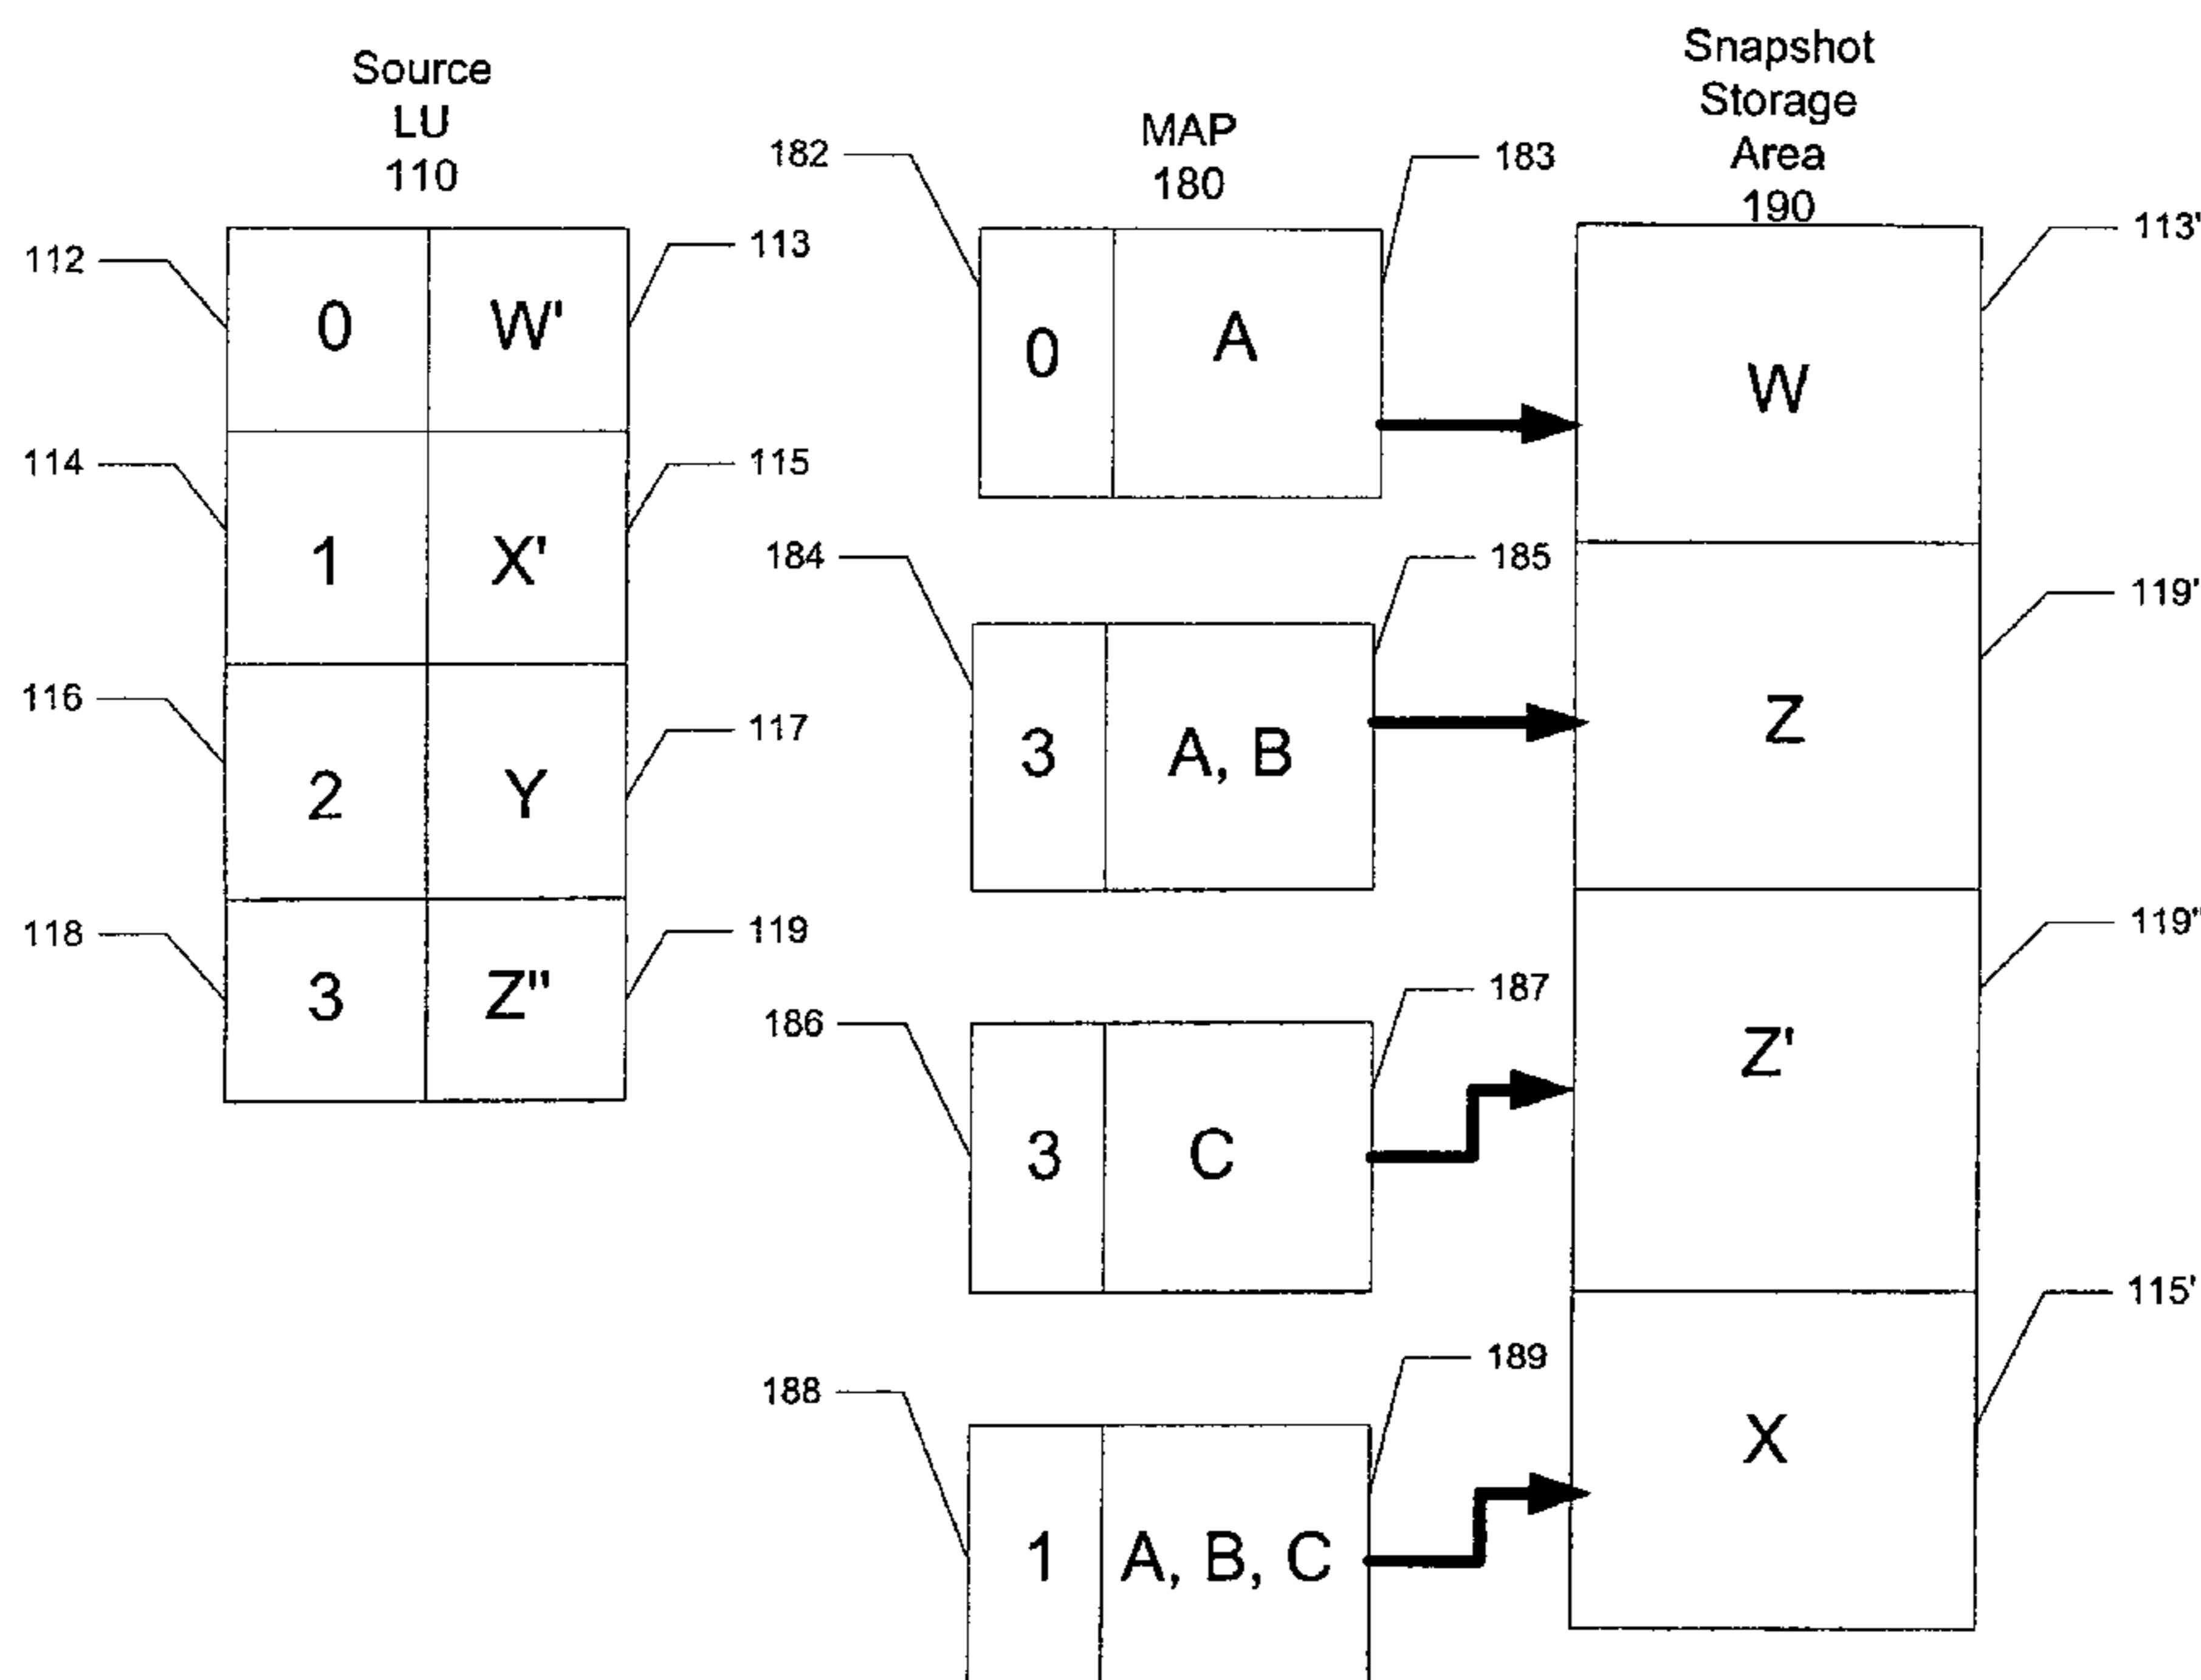 Source
LU
110
112
0
W'
113
114
1
X'
115
116
2
Y
117
118
3
Z"
119
MAP
180
182
0
A
183
184
3
A, B
185
186
3
C
187
188
1
A, B, C
189
Snapshot
Storage
Area
190
W
113'
Z
119'
Z'
119"
X
115'